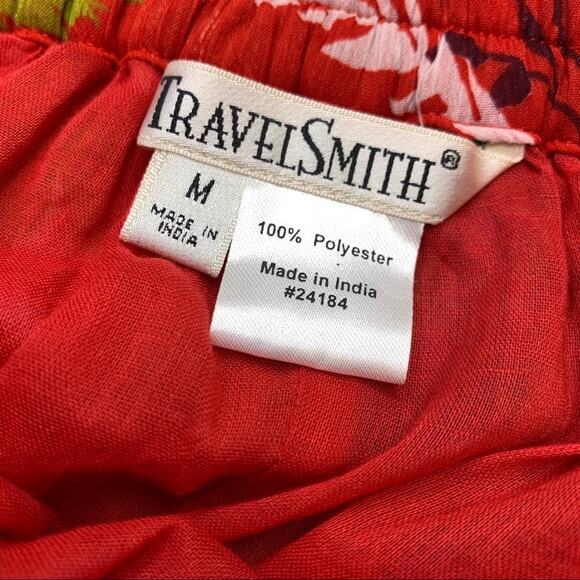 TRAVELSMITH®
M
MADE IN
INDIA
100% Polyester
Made in India
#24184